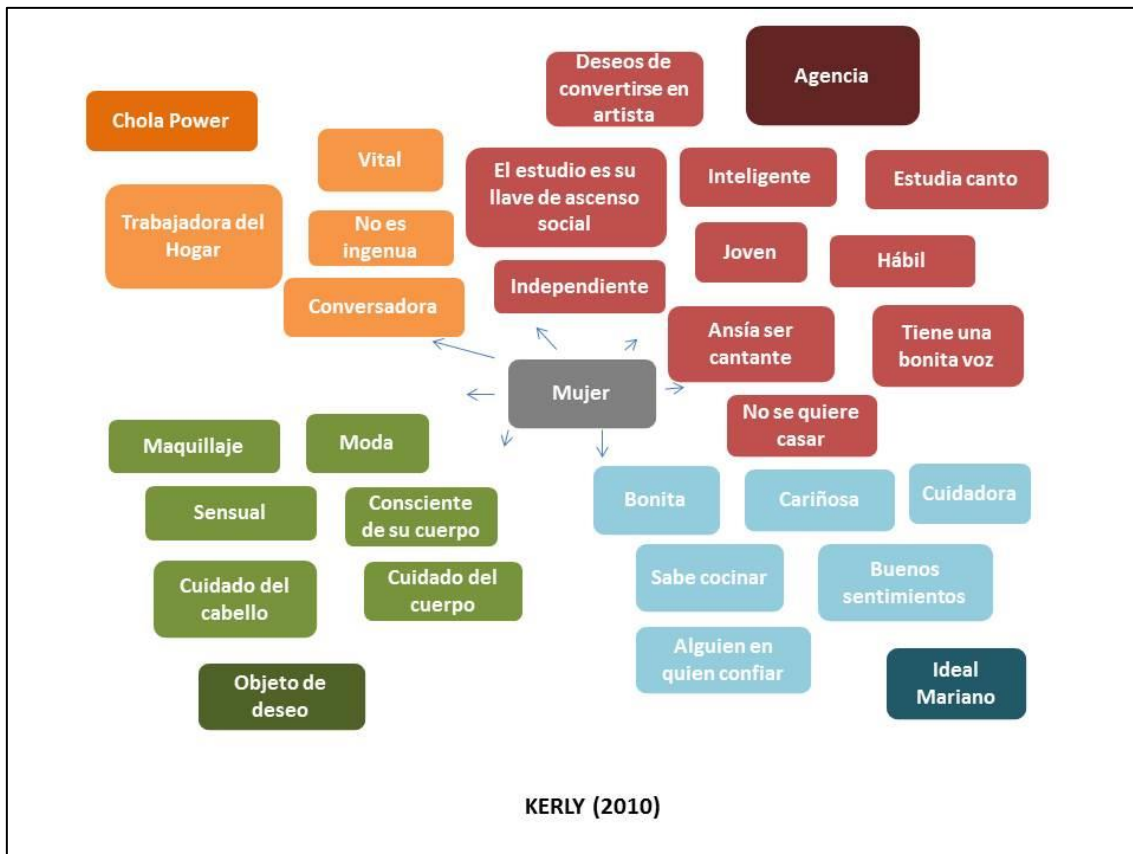 Deseos de
convertirse en
artista
Agencia
Chola Power
Vital
El estudio es su
llave de ascenso
social
Inteligente
Estudia canto
Trabajadora del
Hogar
No es
ingenua
Joven
Hábil
Conversadora
Independiente
Ansía ser
cantante
Tiene una
bonita voz
Mujer
No se quiere
casar
Maquillaje
Moda
Sensual
Consciente
de su cuerpo
Cuidado del
cabello
Cuidado del
cuerpo
Objeto de
deseo
Bonita
Cariñosa
Cuidadora
Sabe cocinar
Buenos
sentimientos
Alguien en
quien confiar
Ideal
Mariano
KERLY (2010)